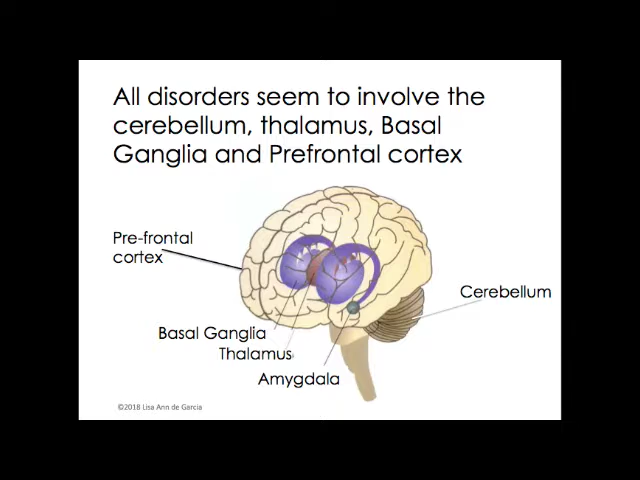 All disorders seem to involve the
cerebellum, thalamus, Basal
Ganglia and Prefrontal cortex
Pre-frontal
cortex
Cerebellum
Basal Ganglia
Thalamus
Amygdala
©2018 Lisa Ann de Garcia